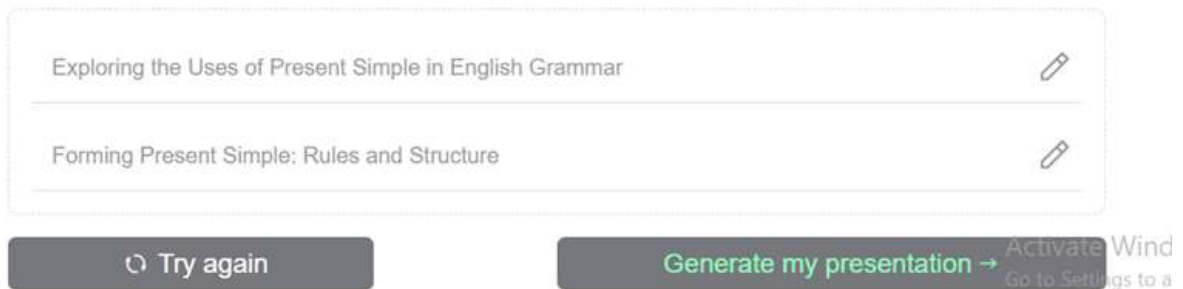 Exploring the Uses of Present Simple in English Grammar
Forming Present Simple: Rules and Structure
Try again
Generate my presentation →
Activate Wind
Go to Settings to a